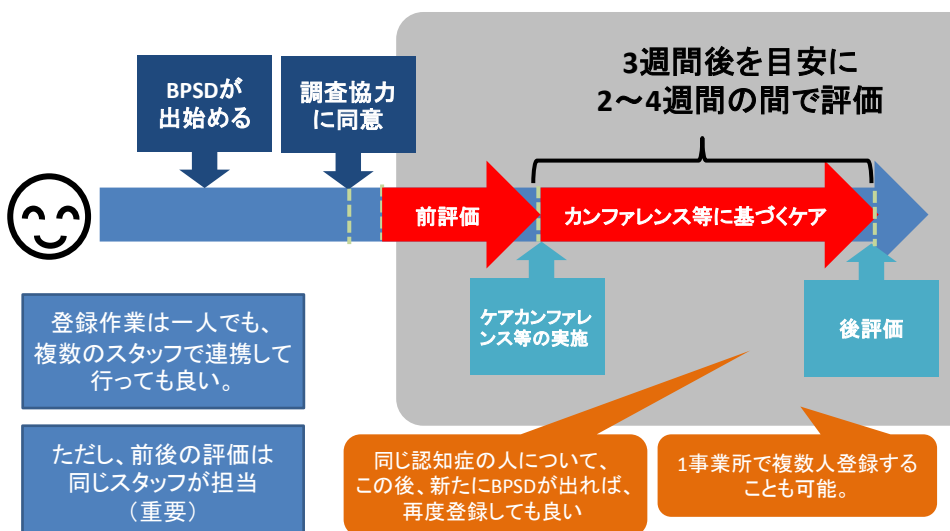 3週間後を目安に
2～4週間の間で評価
BPSDが
出始める
調査協力
に同意
前評価
カンファレンス等に基づくケア
ケアカンファレ
ンス等の実施
後評価
登録作業は一人でも、
複数のスタッフで連携して
行っても良い。
ただし、前後の評価は
同じスタッフが担当
（重要）
同じ認知症の人について、
この後、新たにBPSDが出れば、
再度登録しても良い
1事業所で複数人登録する
ことも可能。